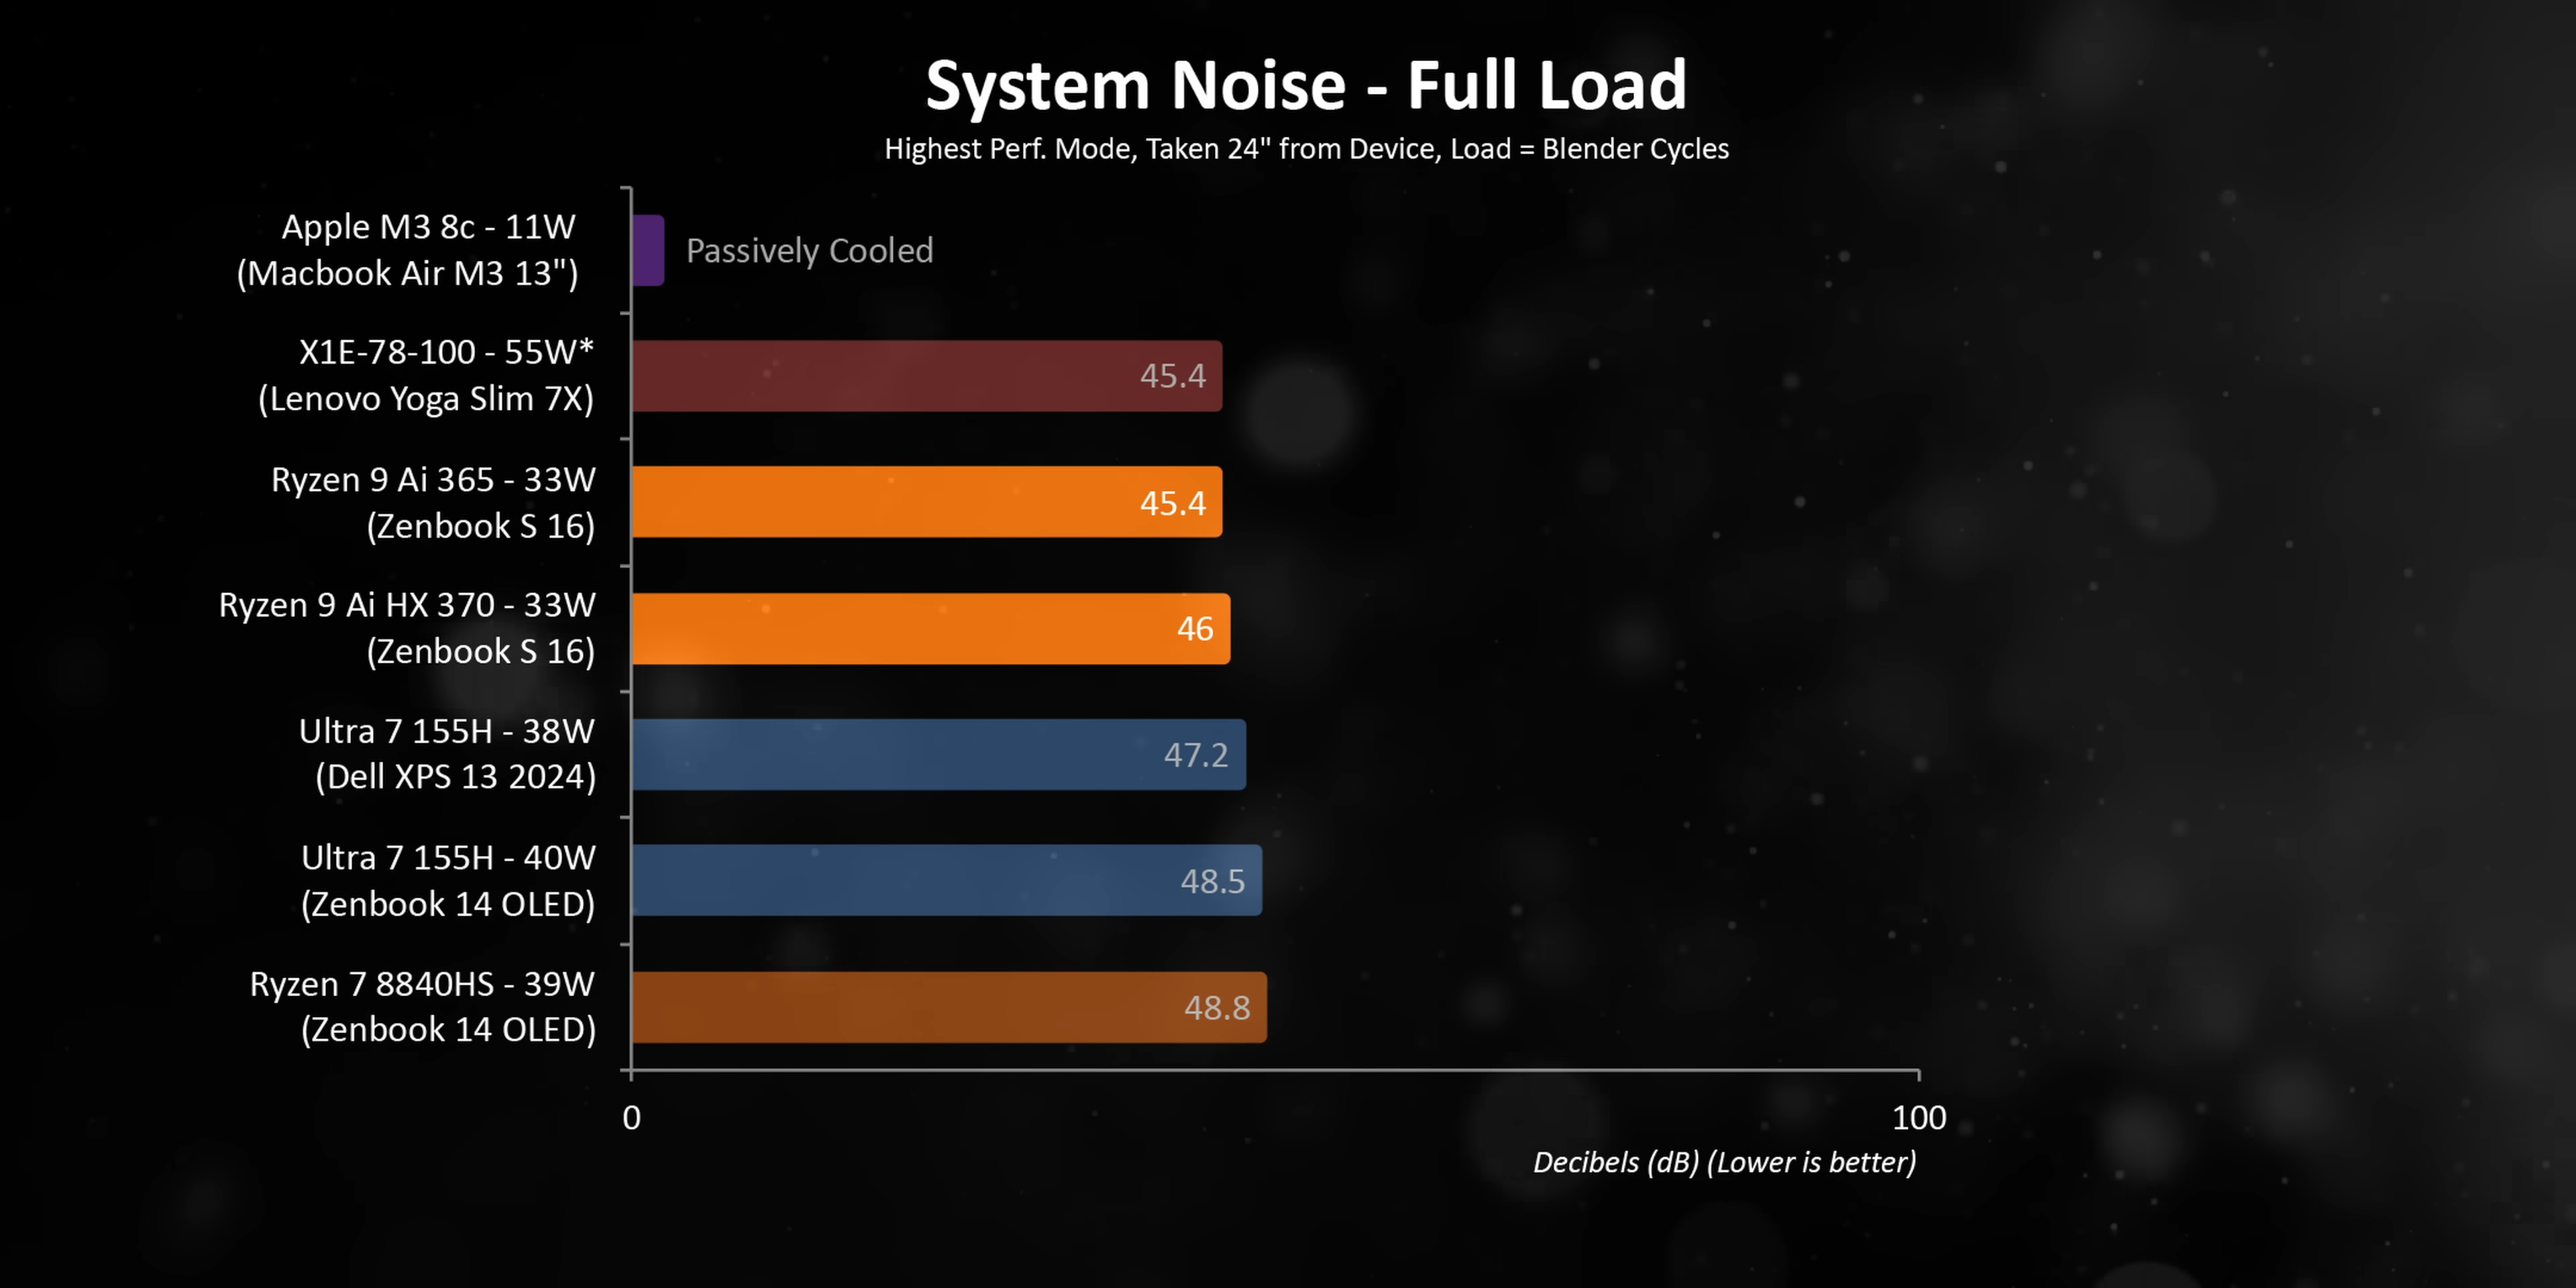 System Noise - Full Load
Highest Perf. Mode, Taken 24" from Device, Load = Blender Cycles
Apple M3 8c - 11W
(Macbook Air M3 13")
Passively Cooled
X1E-78-100 - 55W*
(Lenovo Yoga Slim 7X)
45.4
Ryzen 9 Ai 365 - 33W
(Zenbook S 16)
45.4
Ryzen 9 Ai HX 370 - 33W
(Zenbook S 16)
46
Ultra 7 155H - 38W
(Dell XPS 13 2024)
47.2
Ultra 7 155H - 40W
(Zenbook 14 OLED)
48.5
Ryzen 7 8840HS - 39W
(Zenbook 14 OLED)
48.8
0
100
Decibels (dB) (Lower is better)